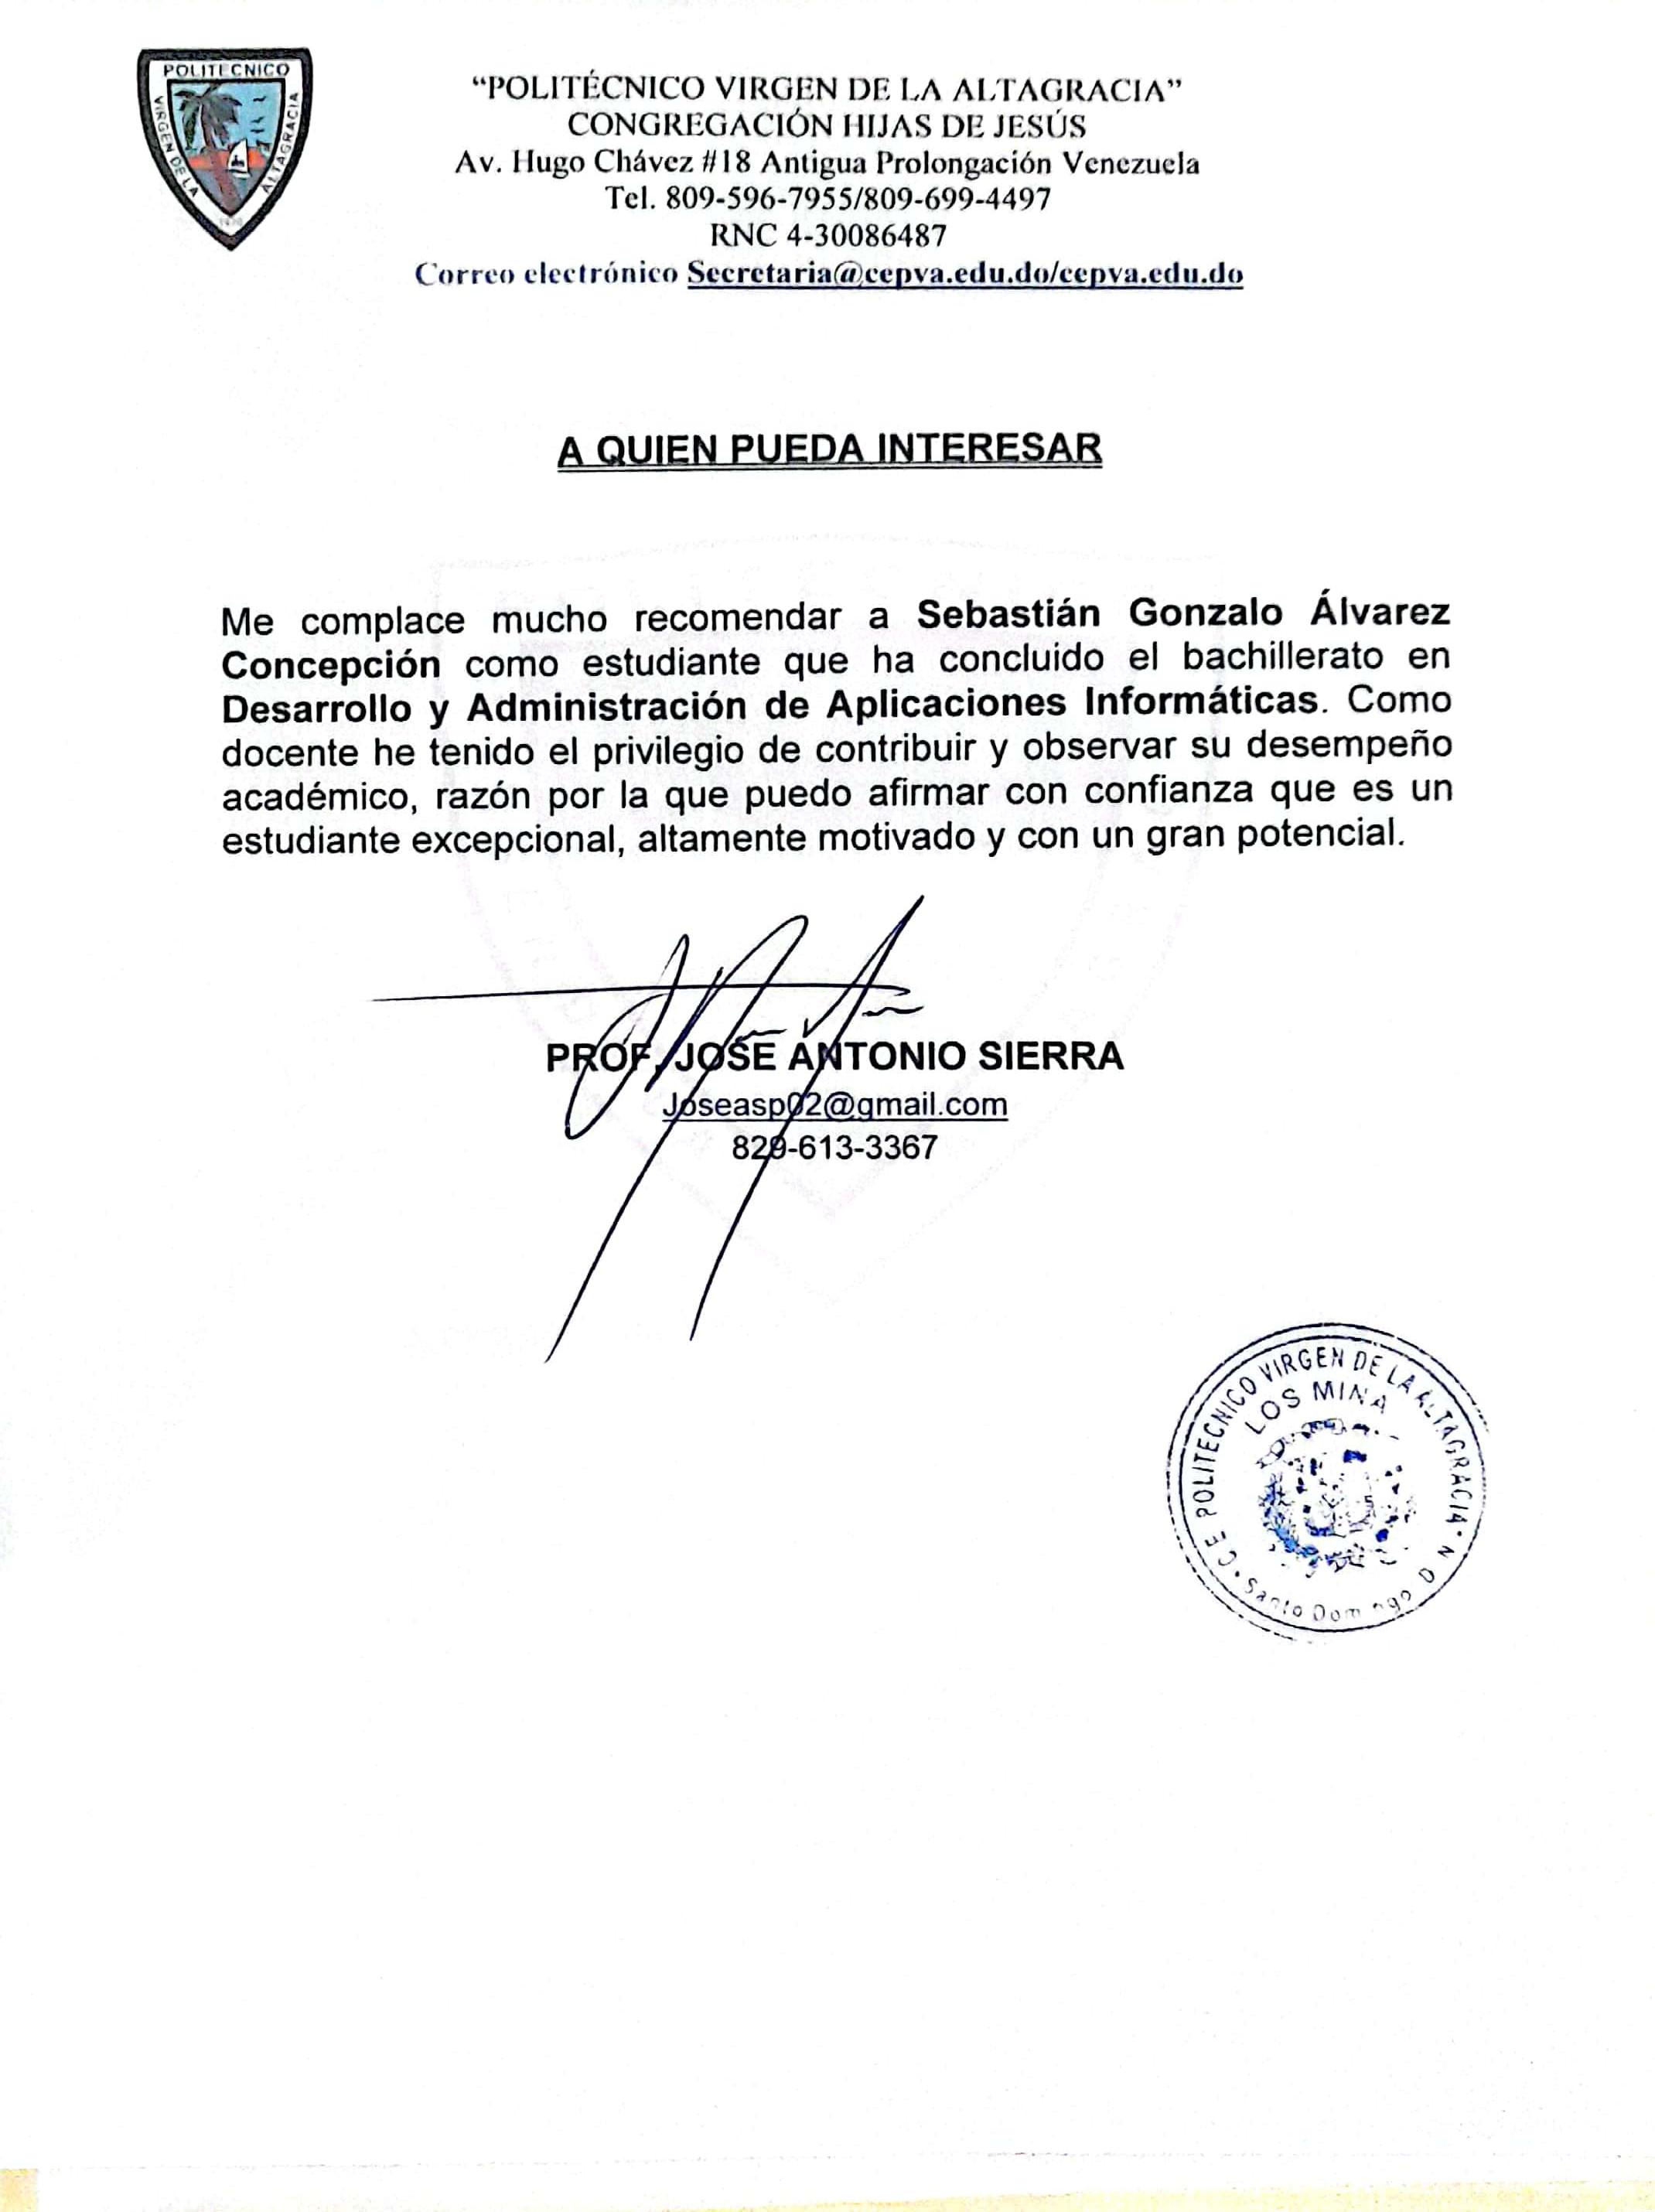 POLITECNICO
VIRGEN DE LA
ALTAGRACIA
“POLITÉCNICO VIRGEN DE LA ALTAGRACIA”
CONGREGACIÓN HIJAS DE JESÚS
Av. Hugo Chávez #18 Antigua Prolongación Venezuela
Tel. 809-596-7955/809-699-4497
RNC 4-30086487
Correo electrónico Secretaria@cepva.edu.do/cepva.edu.do
A QUIEN PUEDA INTERESAR
Me complace mucho recomendar a Sebastián Gonzalo Álvarez
Concepción como estudiante que ha concluido el bachillerato en
Desarrollo y Administración de Aplicaciones Informáticas. Como
docente he tenido el privilegio de contribuir y observar su desempeño
académico, razón por la que puedo afirmar con confianza que es un
estudiante excepcional, altamente motivado y con un gran potencial.
PROF. JOSE ANTONIO SIERRA
Joseasp02@gmail.com
829-613-3367
C E POLITECNICO VIRGEN DE LA ALTAGRACIA
LOS MINA
Santo Domingo